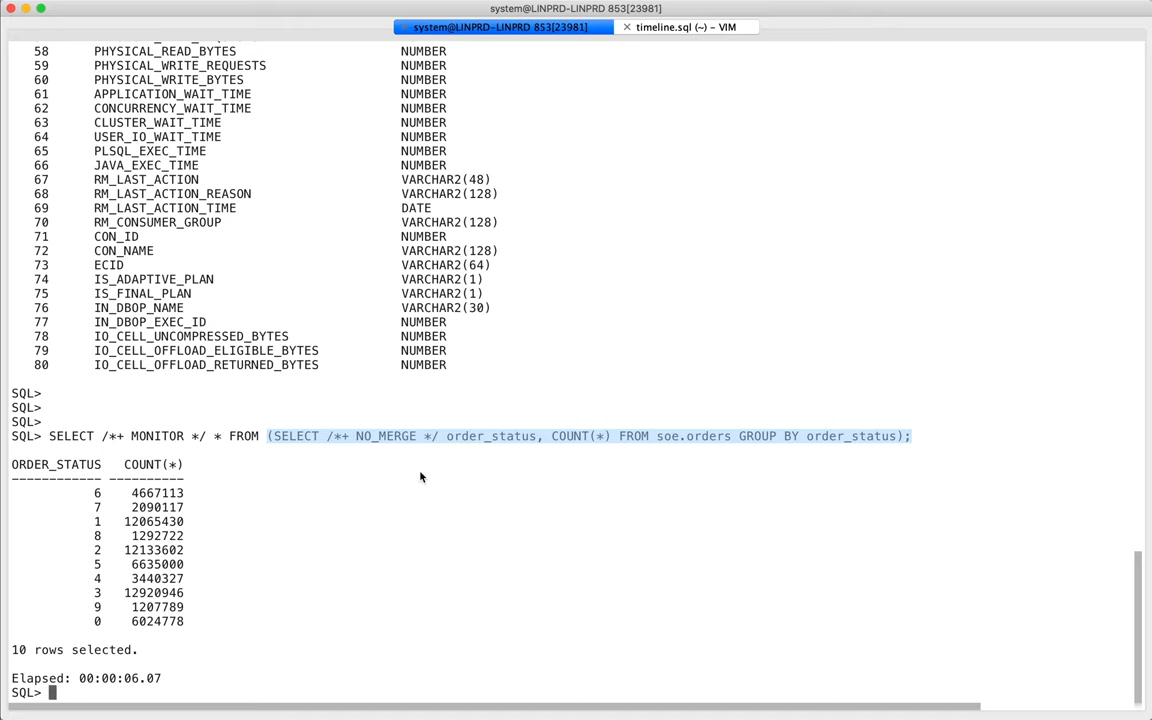 system@LINPRD-LINPRD 853[23981]
system@LINPRD-LINPRD 853[23981] × timeline.sql (~) – VIM
58 PHYSICAL_READ_BYTES NUMBER
59 PHYSICAL_WRITE_REQUESTS NUMBER
60 PHYSICAL_WRITE_BYTES NUMBER
61 APPLICATION_WAIT_TIME NUMBER
62 CONCURRENCY_WAIT_TIME NUMBER
63 CLUSTER_WAIT_TIME NUMBER
64 USER_IO_WAIT_TIME NUMBER
65 PLSQL_EXEC_TIME NUMBER
66 JAVA_EXEC_TIME NUMBER
67 RM_LAST_ACTION VARCHAR2(48)
68 RM_LAST_ACTION_REASON VARCHAR2(128)
69 RM_LAST_ACTION_TIME DATE
70 RM_CONSUMER_GROUP VARCHAR2(128)
71 CON_ID NUMBER
72 CON_NAME VARCHAR2(128)
73 ECID VARCHAR2(64)
74 IS_ADAPTIVE_PLAN VARCHAR2(1)
75 IS_FINAL_PLAN VARCHAR2(1)
76 IN_DBOP_NAME VARCHAR2(30)
77 IN_DBOP_EXEC_ID NUMBER
78 IO_CELL_UNCOMPRESSED_BYTES NUMBER
79 IO_CELL_OFFLOAD_ELIGIBLE_BYTES NUMBER
80 IO_CELL_OFFLOAD_RETURNED_BYTES NUMBER
SQL>
SQL>
SQL>
SQL> SELECT /*+ MONITOR */ * FROM (SELECT /*+ NO_MERGE */ order_status, COUNT(*) FROM soe.orders GROUP BY order_status);
ORDER_STATUS COUNT(*)
------------ ----------
6 4667113
7 2090117
1 12065430
8 1292722
2 12133602
5 6635000
4 3440327
3 12920946
9 1207789
0 6024778
10 rows selected.
Elapsed: 00:00:06.07
SQL>